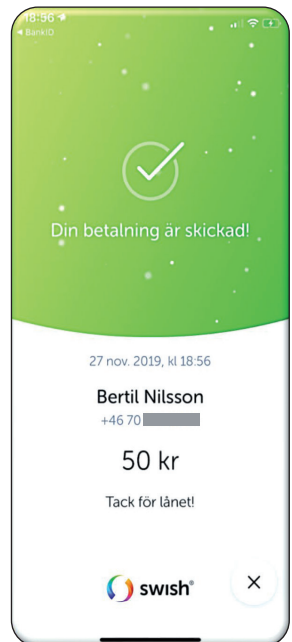 18:56
◀ BankID
Din betalning är skickad!
27 nov. 2019, kl 18:56
Bertil Nilsson
+46 70
50 kr
Tack för lånet!
swish®